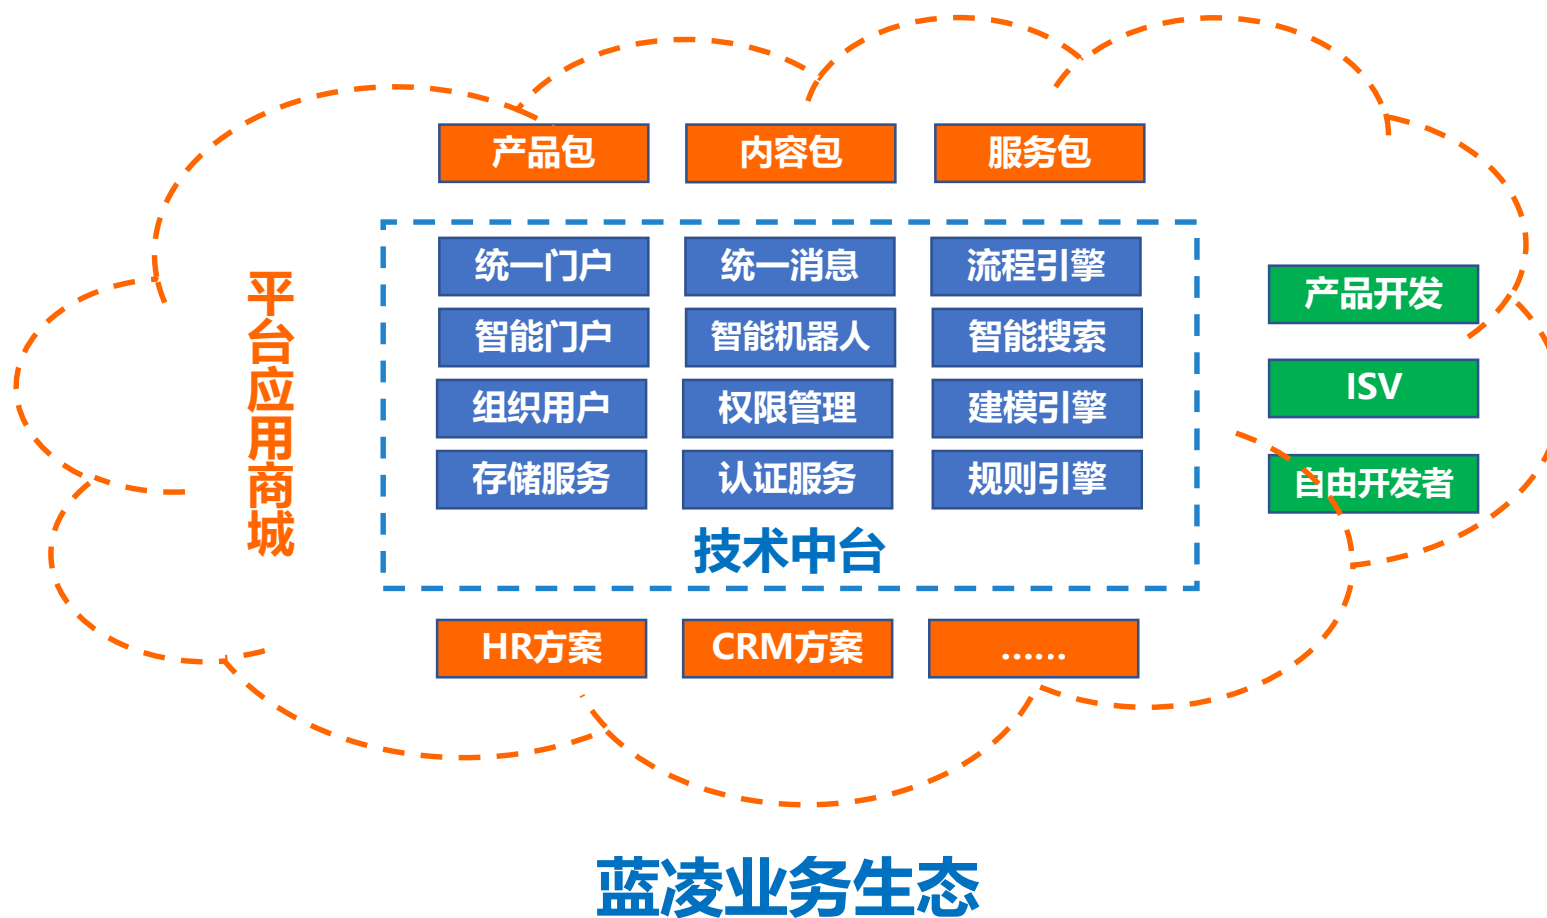 产品包
内容包
服务包
平台应用商城
统一门户
统一消息
流程引擎
智能门户
智能机器人
智能搜索
组织用户
权限管理
建模引擎
存储服务
认证服务
规则引擎
技术中台
产品开发
ISV
自由开发者
HR方案
CRM方案
......
蓝凌业务生态